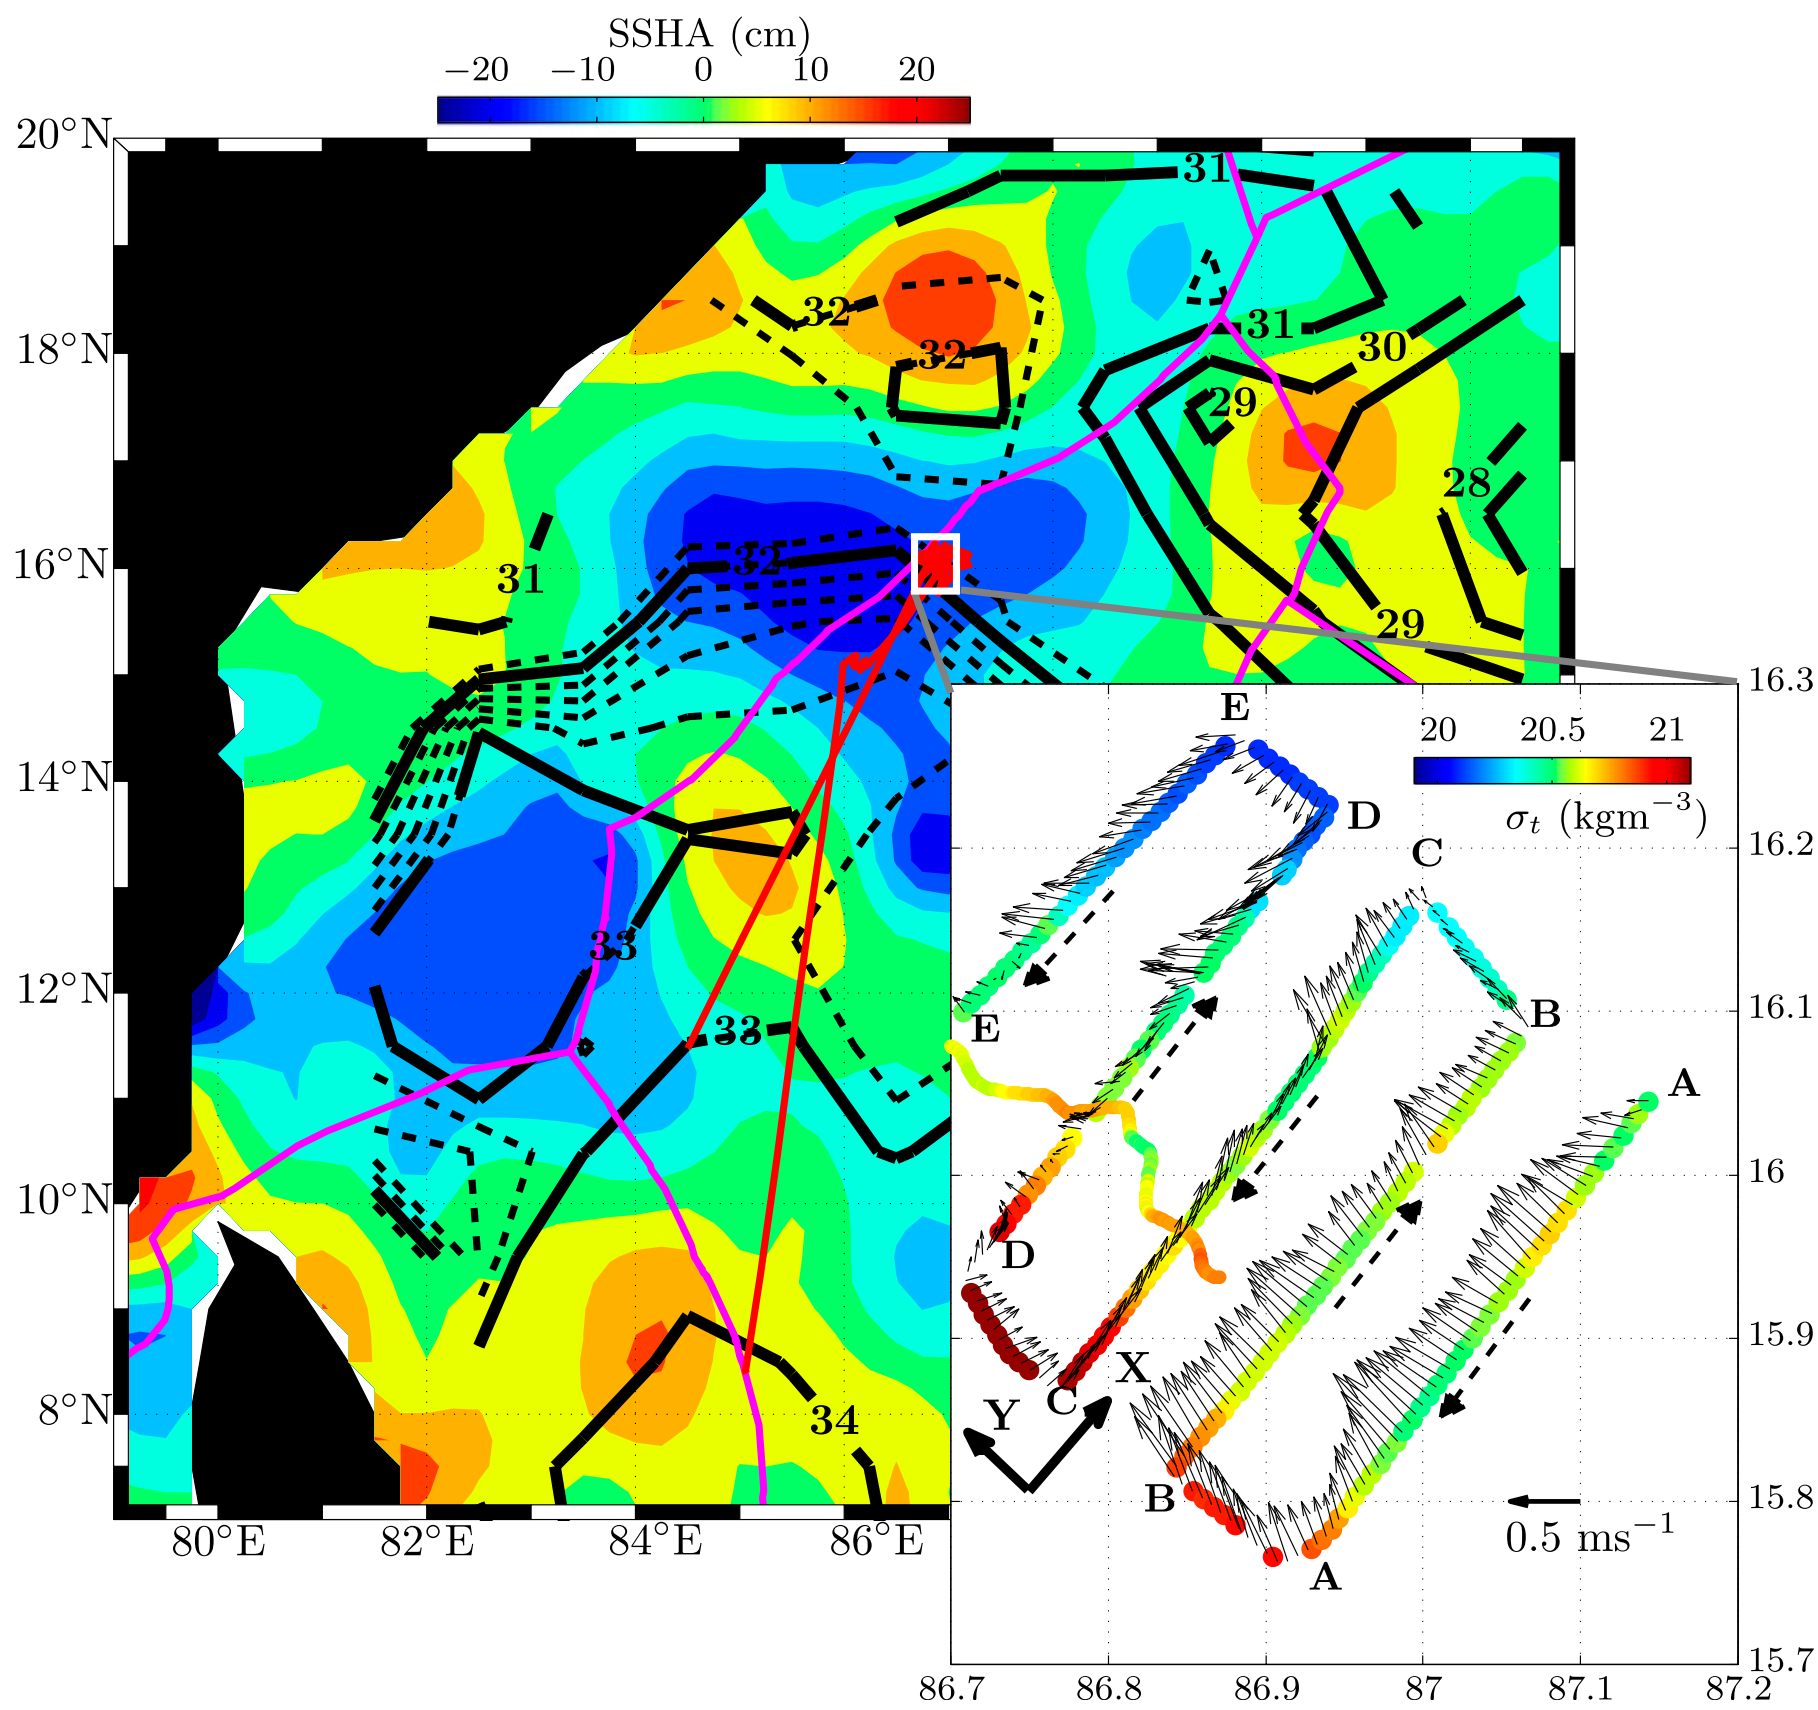 SSHA (cm)
−20 −10 0 10 20
20°N
18°N
16°N
14°N
12°N
10°N
8°N
80°E 82°E 84°E 86°E
31
32
31
32
30
29
28
32
31
29
33
33
34
E
20 20.5 21
σt (kgm−3)
D
C
B
E
A
D
X
C
Y
B
A
0.5 ms−1
16.3
16.2
16.1
16
15.9
15.8
15.7
86.7 86.8 86.9 87 87.1 87.2